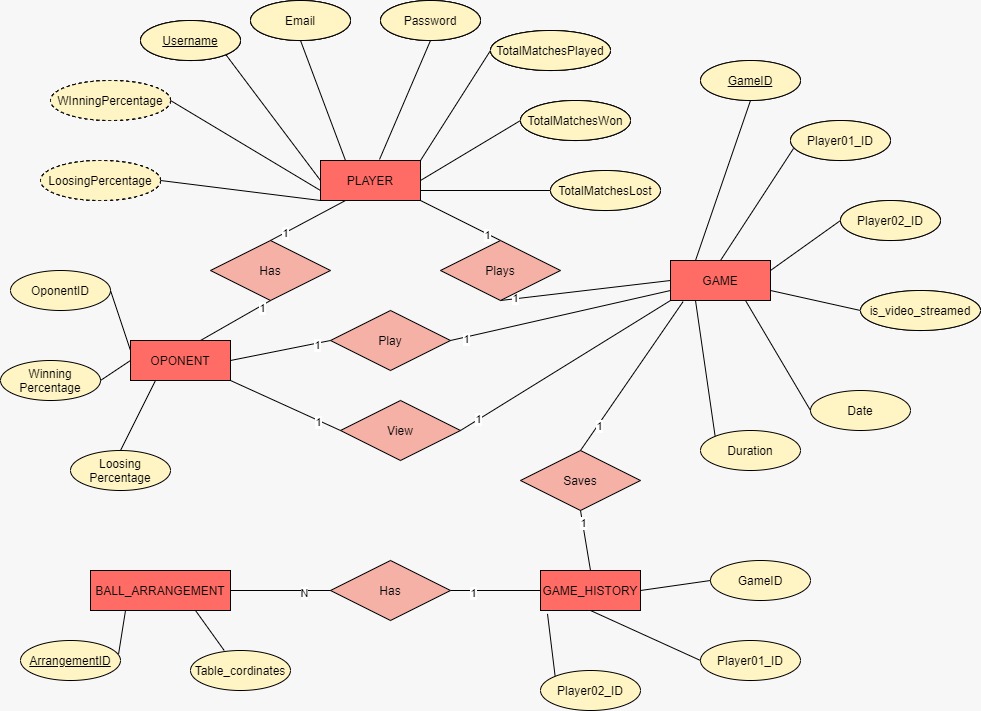 Email
Password
Username
TotalMatchesPlayed
GameID
WInningPercentage
TotalMatchesWon
Player01_ID
LoosingPercentage
PLAYER
TotalMatchesLost
Player02_ID
1
1
Has
Plays
GAME
OponentID
1
1
is_video_streamed
Play
1
1
OPONENT
Winning
Percentage
Date
1
1
View
1
Duration
Loosing
Percentage
Saves
1
BALL_ARRANGEMENT
N
Has
1
GAME_HISTORY
GameID
ArrangementID
Table_cordinates
Player01_ID
Player02_ID